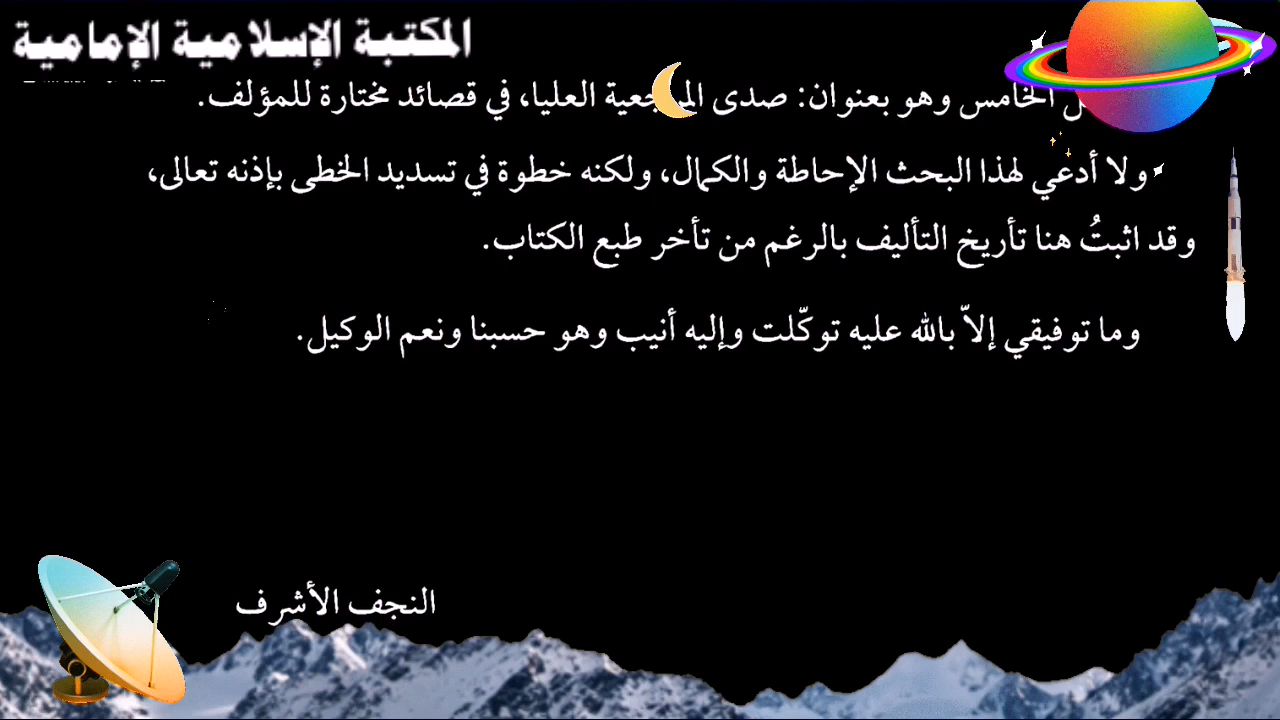 المكتبة الإسلامية الإمامية
الخامس وهو بعنوان: صدى المرجعية العليا، في قصائد مختارة للمؤلف.
ولا أدعي لهذا البحث الإحاطة والكمال، ولكنه خطوة في تسديد الخطى بإذنه تعالى،
وقد اثبتُ هنا تأريخ التأليف بالرغم من تأخر طبع الكتاب.
وما توفيقي إلاّ بالله عليه توكّلت وإليه أنيب وهو حسبنا ونعم الوكيل.
النجف الأشرف